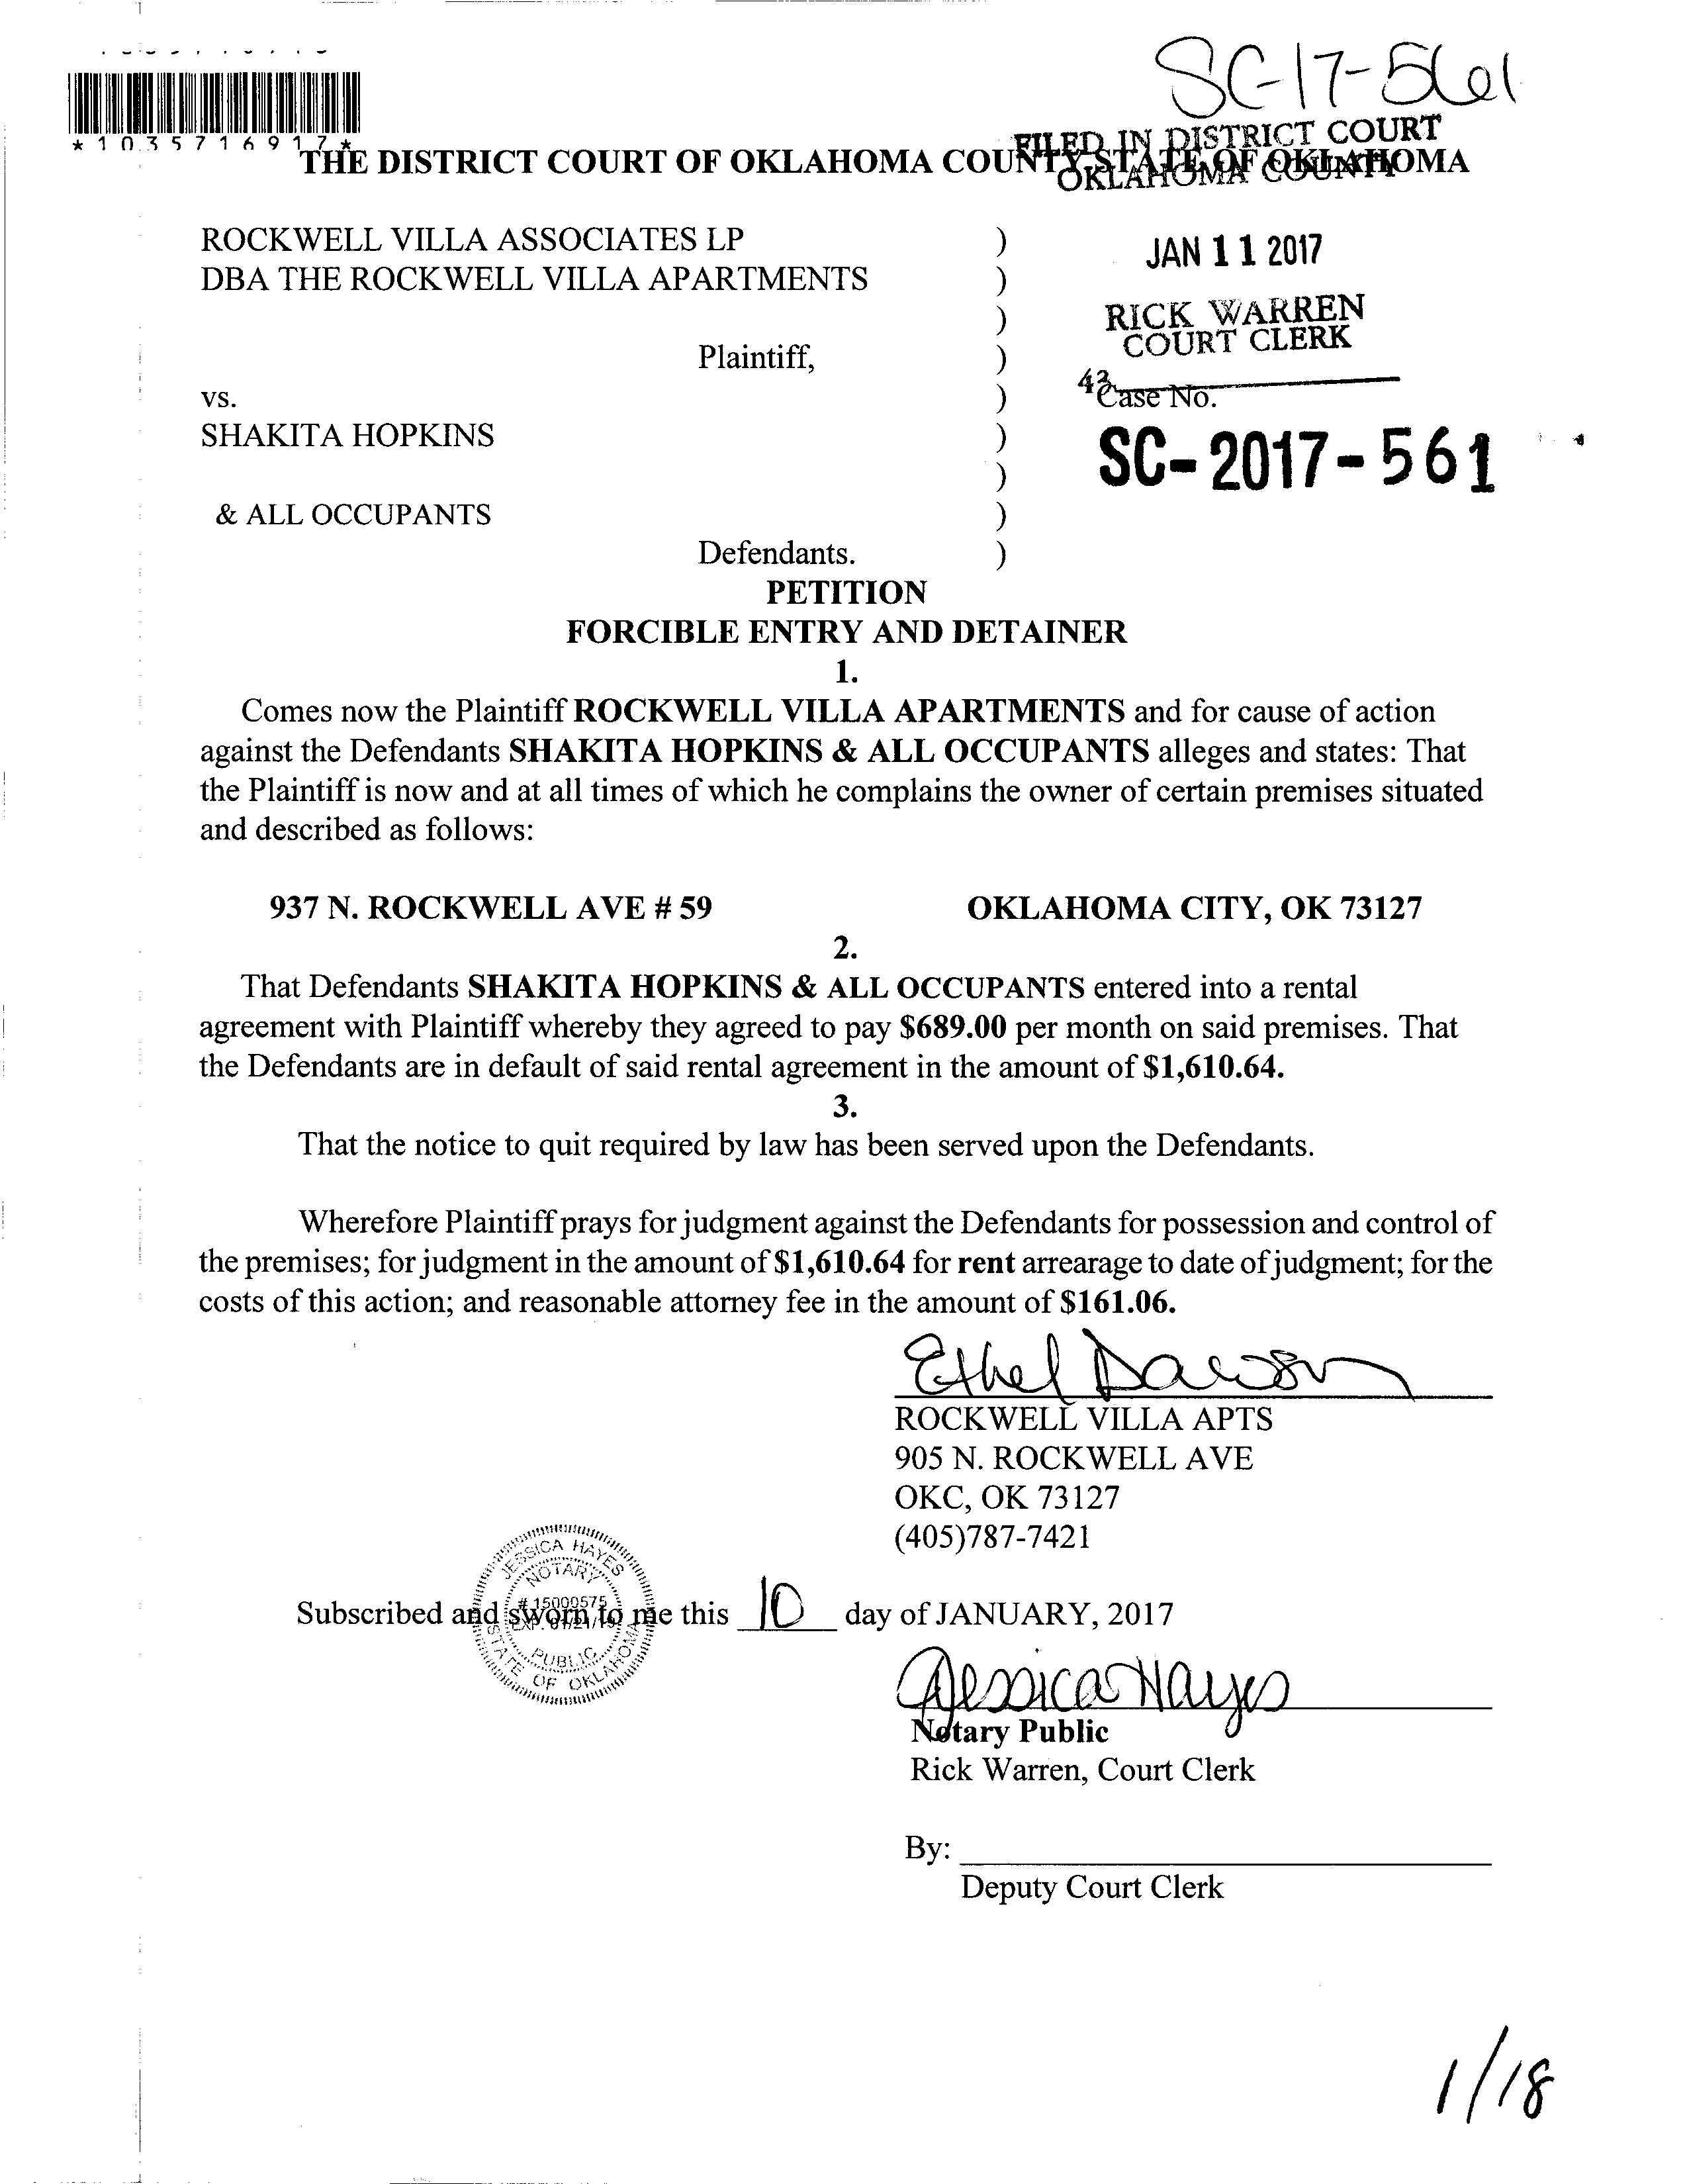 SC-17-561
*1035716917*
FILED IN DISTRICT COURT
OKLAHOMA COUNTY
THE DISTRICT COURT OF OKLAHOMA COUNTY STATE OF OKLAHOMA
ROCKWELL VILLA ASSOCIATES LP )
DBA THE ROCKWELL VILLA APARTMENTS )
)
JAN 11 2017
RICK WARREN
COURT CLERK
Plaintiff, )
42
vs. ) Case No.
SHAKITA HOPKINS )
) SC-2017-561
& ALL OCCUPANTS )
Defendants. )
PETITION
FORCIBLE ENTRY AND DETAINER
1.
Comes now the Plaintiff ROCKWELL VILLA APARTMENTS and for cause of action
against the Defendants SHAKITA HOPKINS & ALL OCCUPANTS alleges and states: That
the Plaintiff is now and at all times of which he complains the owner of certain premises situated
and described as follows:
937 N. ROCKWELL AVE # 59 OKLAHOMA CITY, OK 73127
2.
That Defendants SHAKITA HOPKINS & ALL OCCUPANTS entered into a rental
agreement with Plaintiff whereby they agreed to pay $689.00 per month on said premises. That
the Defendants are in default of said rental agreement in the amount of $1,610.64.
3.
That the notice to quit required by law has been served upon the Defendants.
Wherefore Plaintiff prays for judgment against the Defendants for possession and control of
the premises; for judgment in the amount of $1,610.64 for rent arrearage to date of judgment; for the
costs of this action; and reasonable attorney fee in the amount of $161.06.
Ethel Dawson
ROCKWELL VILLA APTS
905 N. ROCKWELL AVE
OKC, OK 73127
(405)787-7421
JESSICA HAYES
NOTARY
# 15000575
EXP. 01/21/19
PUBLIC
STATE OF OKLAHOMA
Subscribed and sworn to me this 10 day of JANUARY, 2017
Jessica Hayes
Notary Public
Rick Warren, Court Clerk
By:
Deputy Court Clerk
1/18